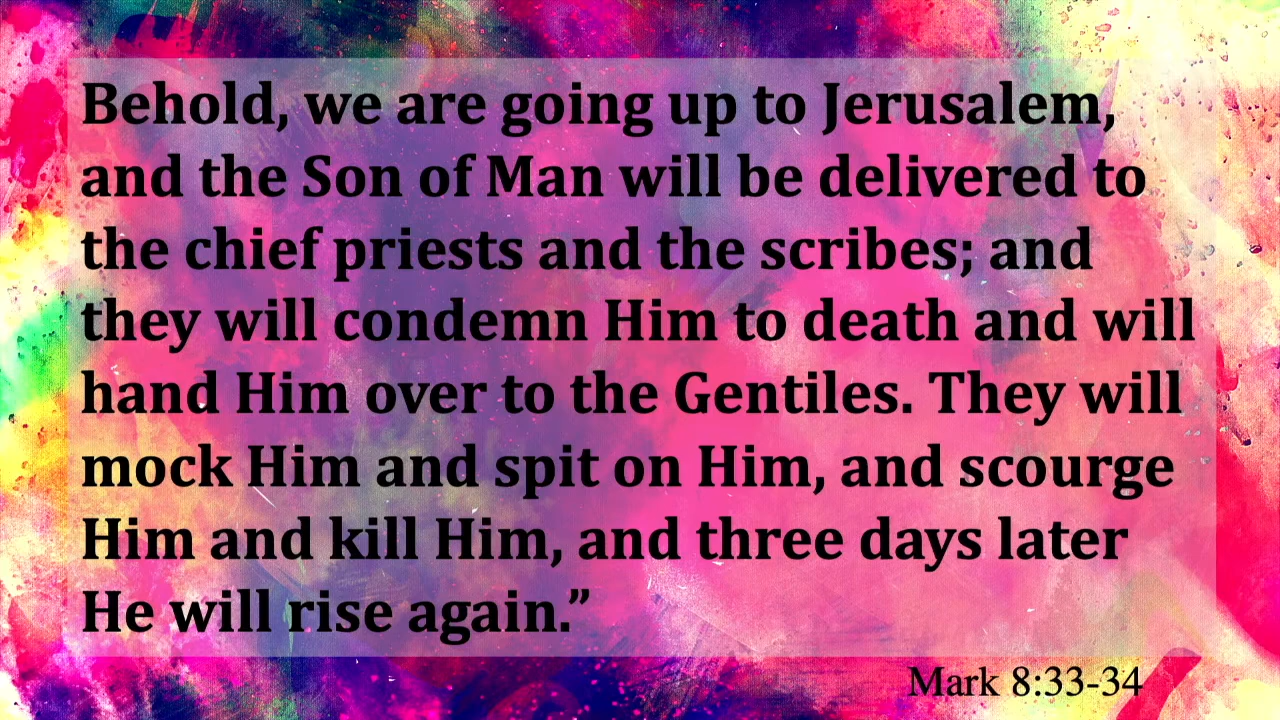 Behold, we are going up to Jerusalem,
and the Son of Man will be delivered to
the chief priests and the scribes; and
they will condemn Him to death and will
hand Him over to the Gentiles. They will
mock Him and spit on Him, and scourge
Him and kill Him, and three days later
He will rise again.”
Mark 8:33-34